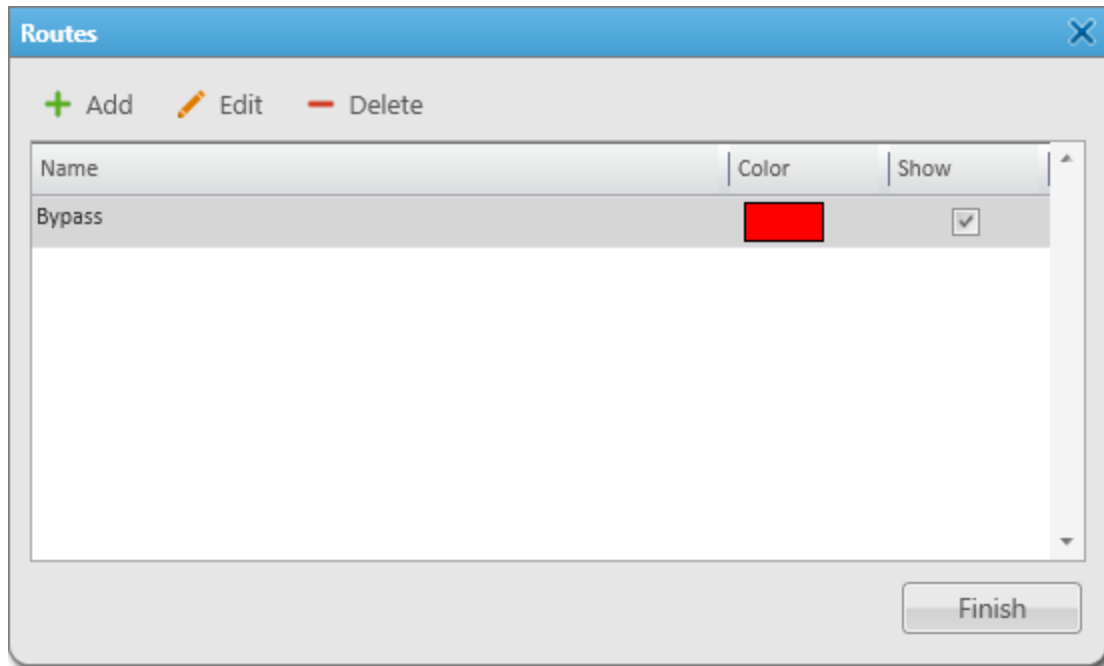 Routes
Add Edit Delete
Name Color Show
Bypass
Finish